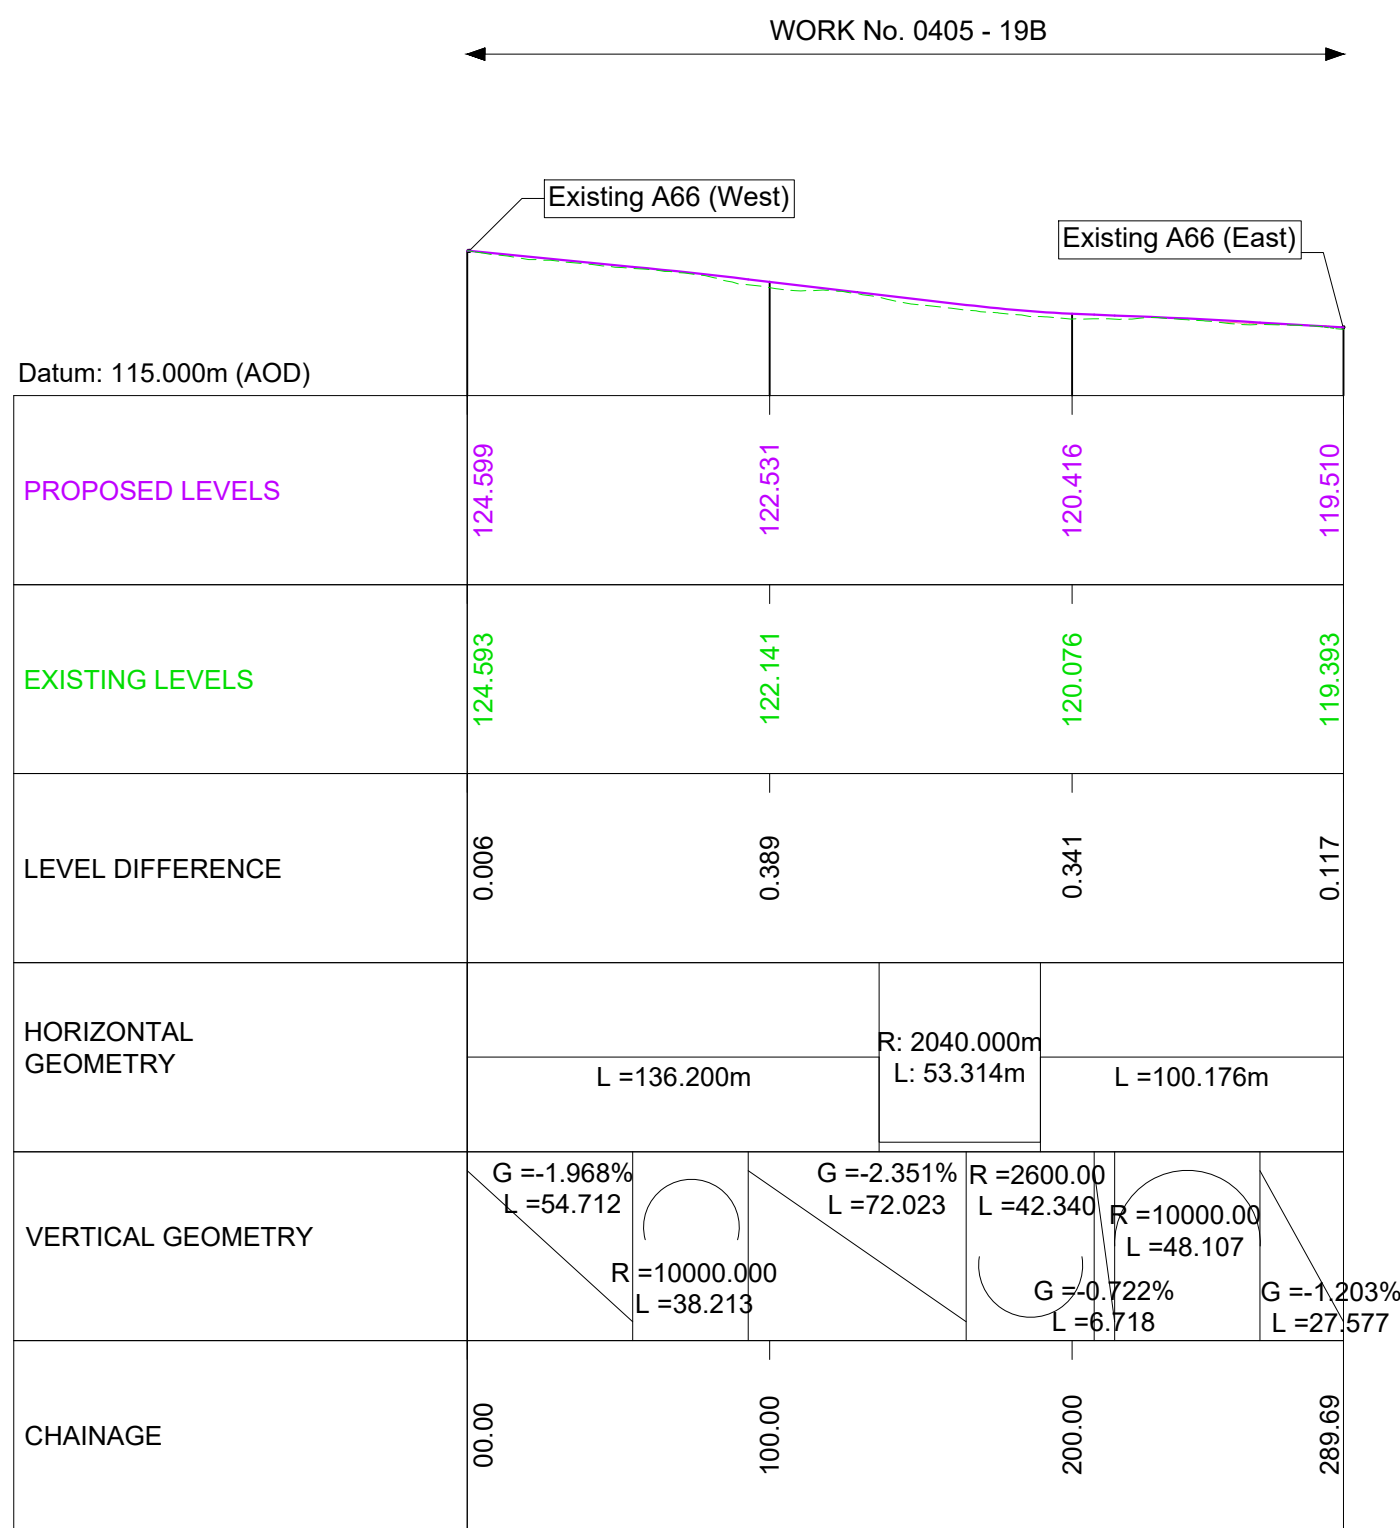 WORK No. 0405 - 19B
Existing A66 (West)
Existing A66 (East)
Datum: 115.000m (AOD)
PROPOSED LEVELS
124.599
122.531
120.416
119.510
EXISTING LEVELS
124.593
122.141
120.076
119.393
LEVEL DIFFERENCE
0.006
0.389
0.341
0.117
HORIZONTAL
GEOMETRY
L =136.200m
R: 2040.000m
L: 53.314m
L =100.176m
VERTICAL GEOMETRY
G =-1.968%
L =54.712
R =10000.000
L =38.213
G =-2.351%
L =72.023
R =2600.00
L =42.340
G =-0.722%
L =6.718
R =10000.00
L =48.107
G =-1.203%
L =27.577
CHAINAGE
00.00
100.00
200.00
289.69